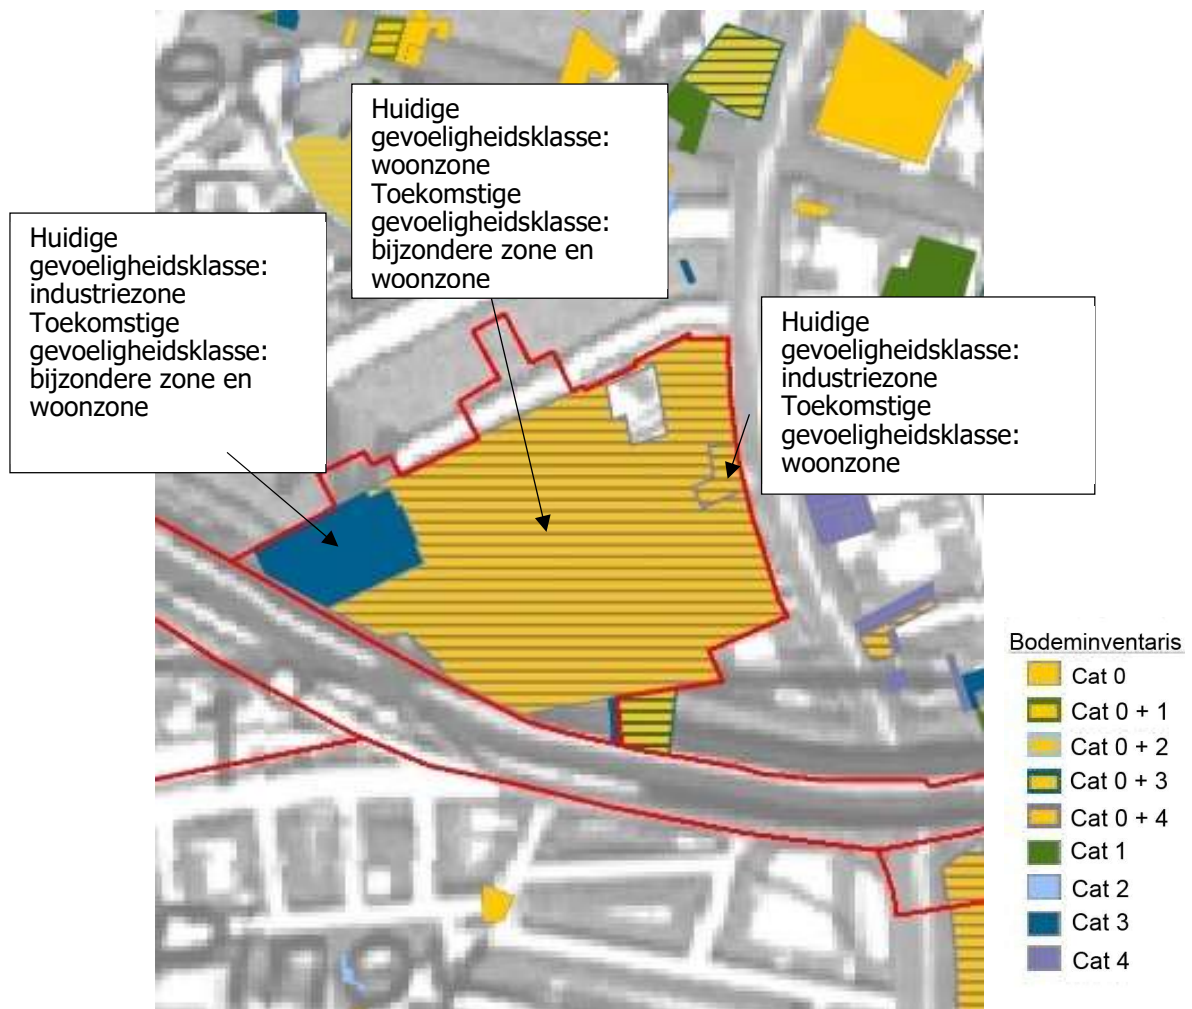 Huidige
gevoeligheidsklasse:
woonzone
Toekomstige
gevoeligheidsklasse:
bijzondere zone en
woonzone
Huidige
gevoeligheidsklasse:
industriezone
Toekomstige
gevoeligheidsklasse:
bijzondere zone en
woonzone
Huidige
gevoeligheidsklasse:
industriezone
Toekomstige
gevoeligheidsklasse:
woonzone
Bodeminventaris
Cat 0
Cat 0 + 1
Cat 0 + 2
Cat 0 + 3
Cat 0 + 4
Cat 1
Cat 2
Cat 3
Cat 4